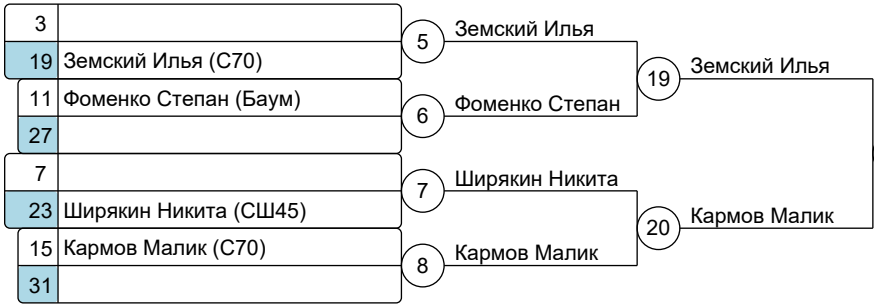 3
19 Земский Илья (С70)
11 Фоменко Степан (Баум)
27
7
23 Ширякин Никита (СШ45)
15 Кармов Малик (С70)
31
5
Земский Илья
6
Фоменко Степан
7
Ширякин Никита
8
Кармов Малик
19
Земский Илья
20
Кармов Малик